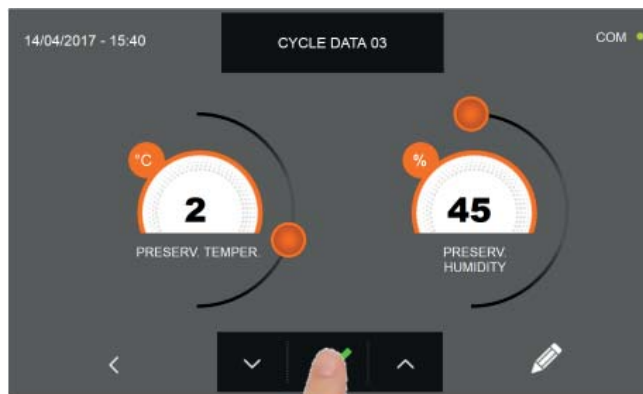 14/04/2017 - 15:40
CYCLE DATA 03
COM
°C
2
PRESERV. TEMPER.
%
45
PRESERV.
HUMIDITY